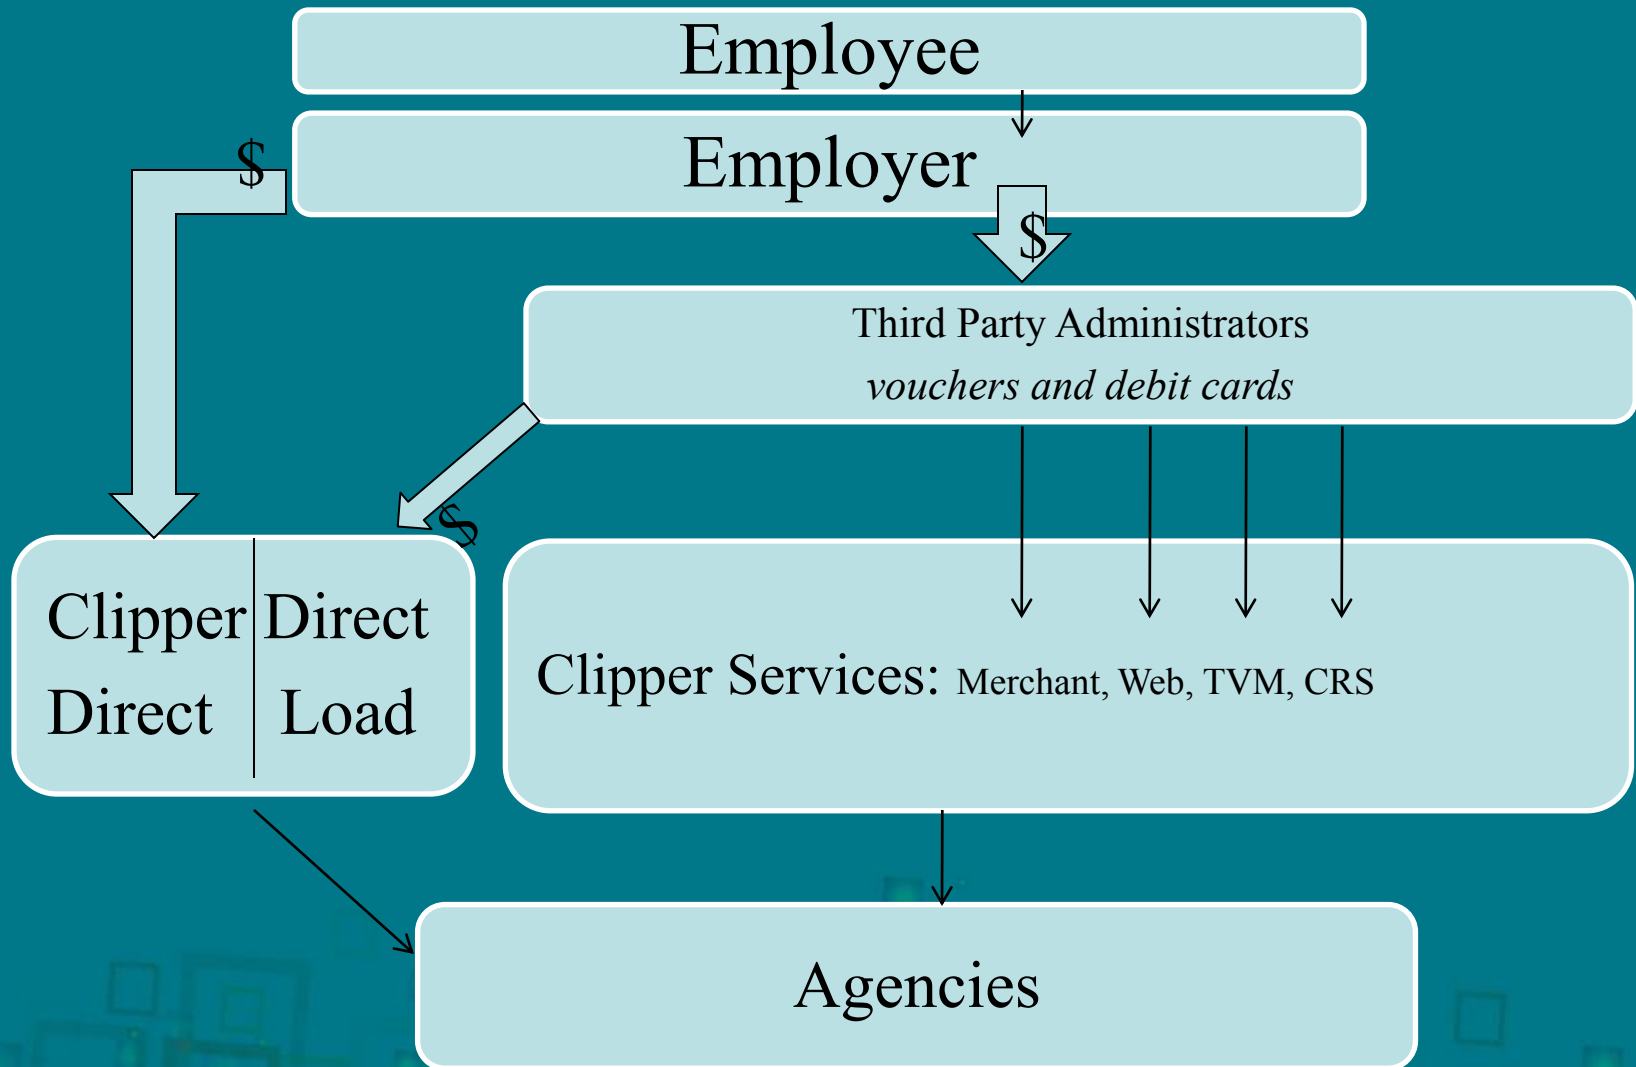 Employee
Employer
$
$
Third Party Administrators
vouchers and debit cards
$
Clipper Direct
Direct Load
Clipper Services: Merchant, Web, TVM, CRS
Agencies